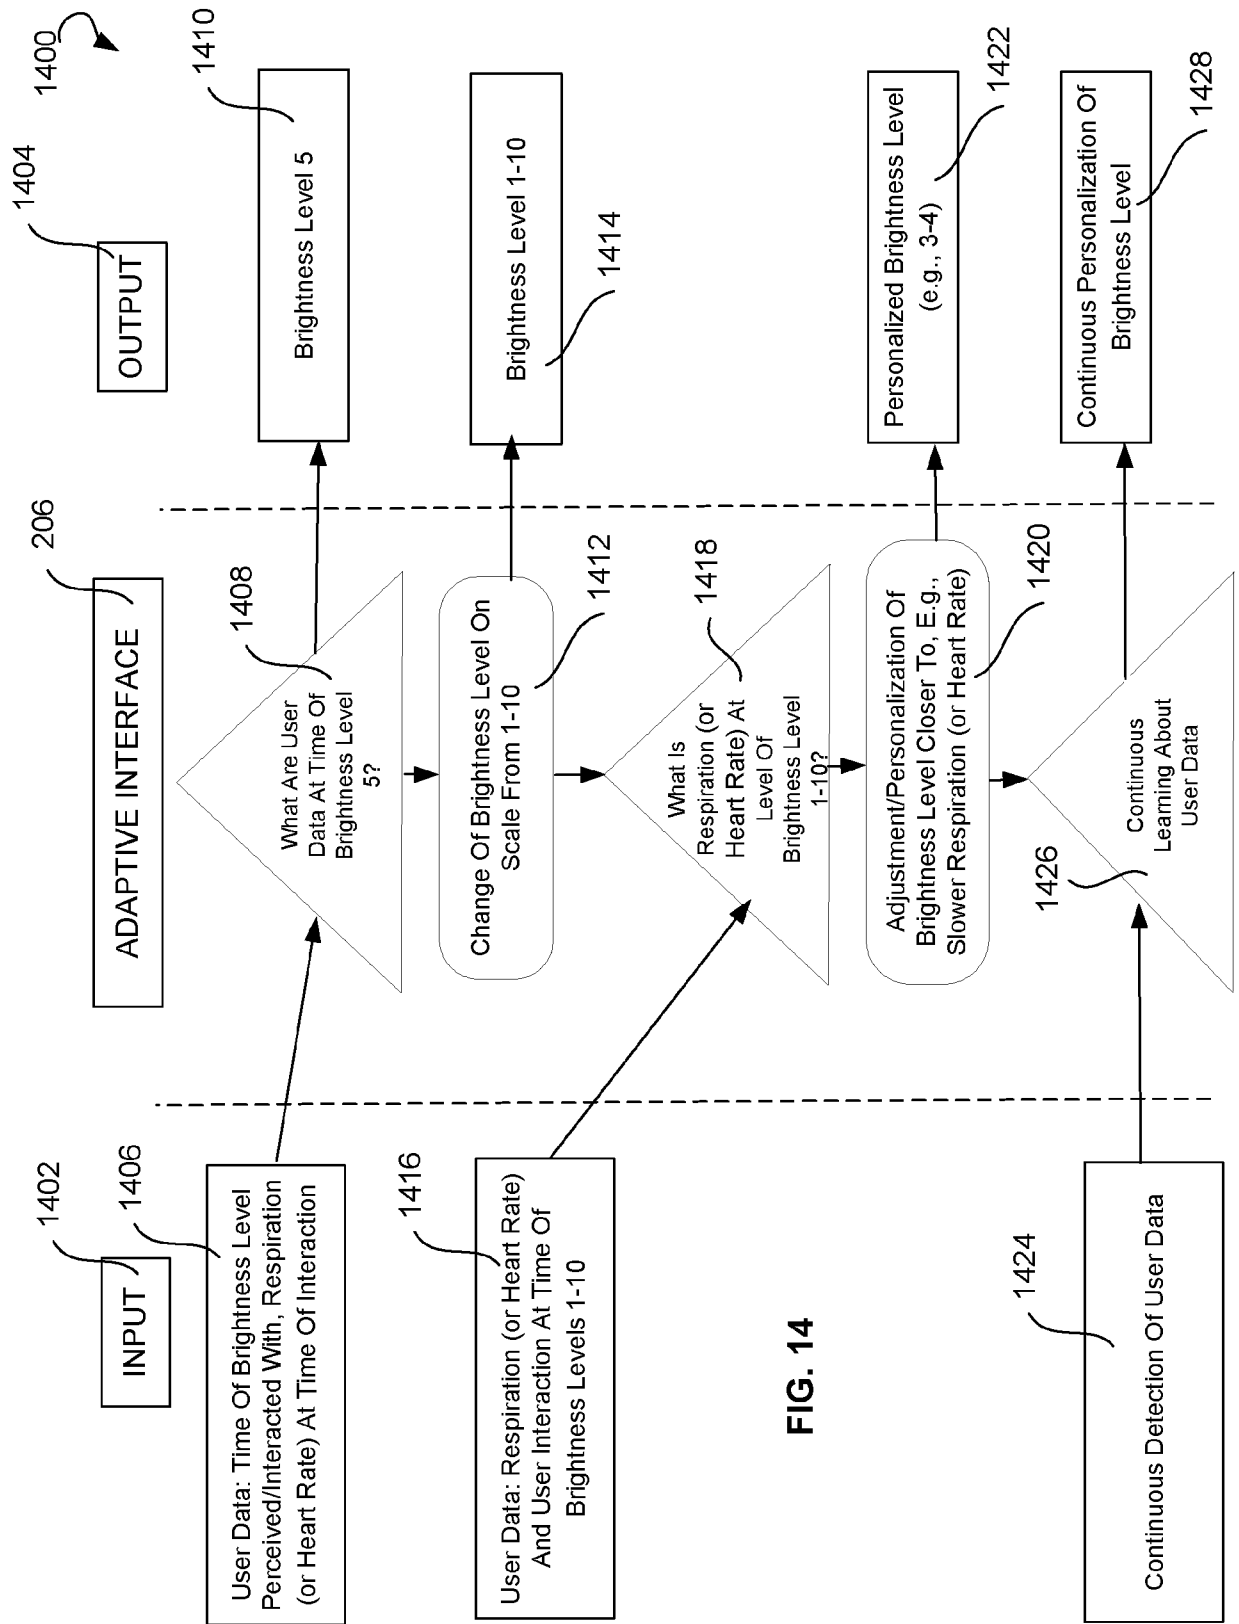 1400
1402
INPUT
206
ADAPTIVE INTERFACE
1404
OUTPUT
1406
User Data: Time Of Brightness Level
Perceived/Interacted With, Respiration
(or Heart Rate) At Time Of Interaction
1408
What Are User
Data At Time Of
Brightness Level
5?
1410
Brightness Level 5
Change Of Brightness Level On
Scale From 1-10
1412
Brightness Level 1-10
1414
1416
User Data: Respiration (or Heart Rate)
And User Interaction At Time Of
Brightness Levels 1-10
1418
What Is
Respiration (or
Heart Rate) At
Level Of
Brightness Level
1-10?
Adjustment/Personalization Of
Brightness Level Closer To, E.g.,
Slower Respiration (or Heart Rate)
1420
Personalized Brightness Level
(e.g., 3-4)
1422
FIG. 14
1424
Continuous Detection Of User Data
1426
Continuous
Learning About
User Data
Continuous Personalization Of
Brightness Level
1428